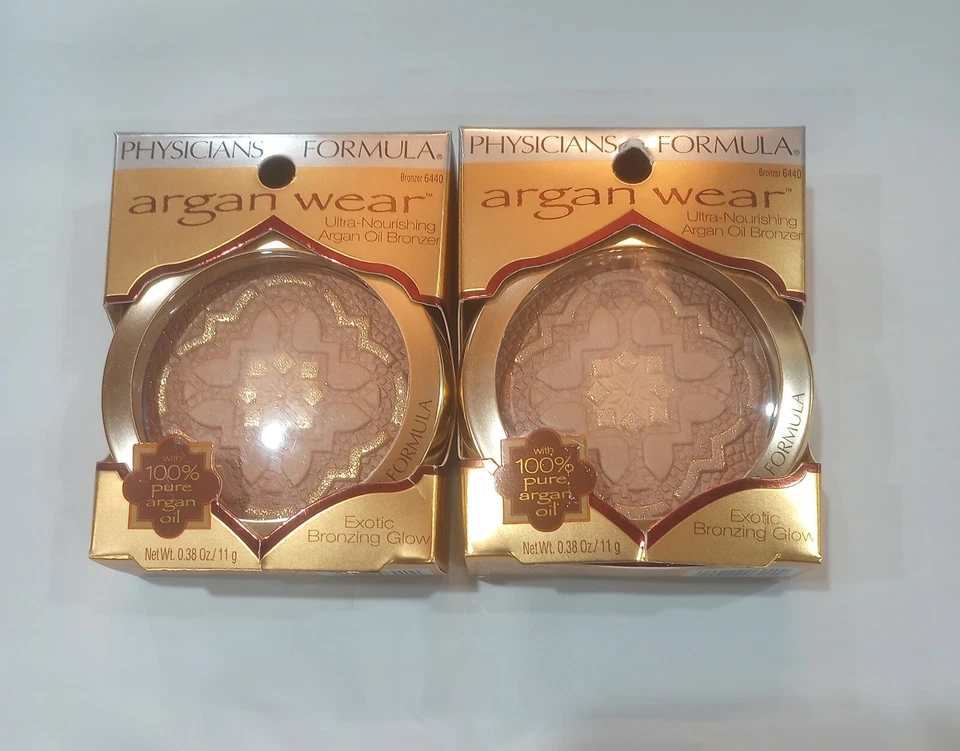 PHYSICIANS FORMULA®
Bronzer 6440
argan wear™
Ultra-Nourishing
Argan Oil Bronzer
FORMULA
with
100%
pure
argan
oil
Exotic
Bronzing Glow
Net Wt. 0.38 Oz./ 11 g
PHYSICIANS FORMULA®
Bronzer 6440
argan wear™
Ultra-Nourishing
Argan Oil Bronzer
FORMULA
with
100%
pure
argan
oil
Exotic
Bronzing Glow
Net Wt. 0.38 Oz./ 11 g